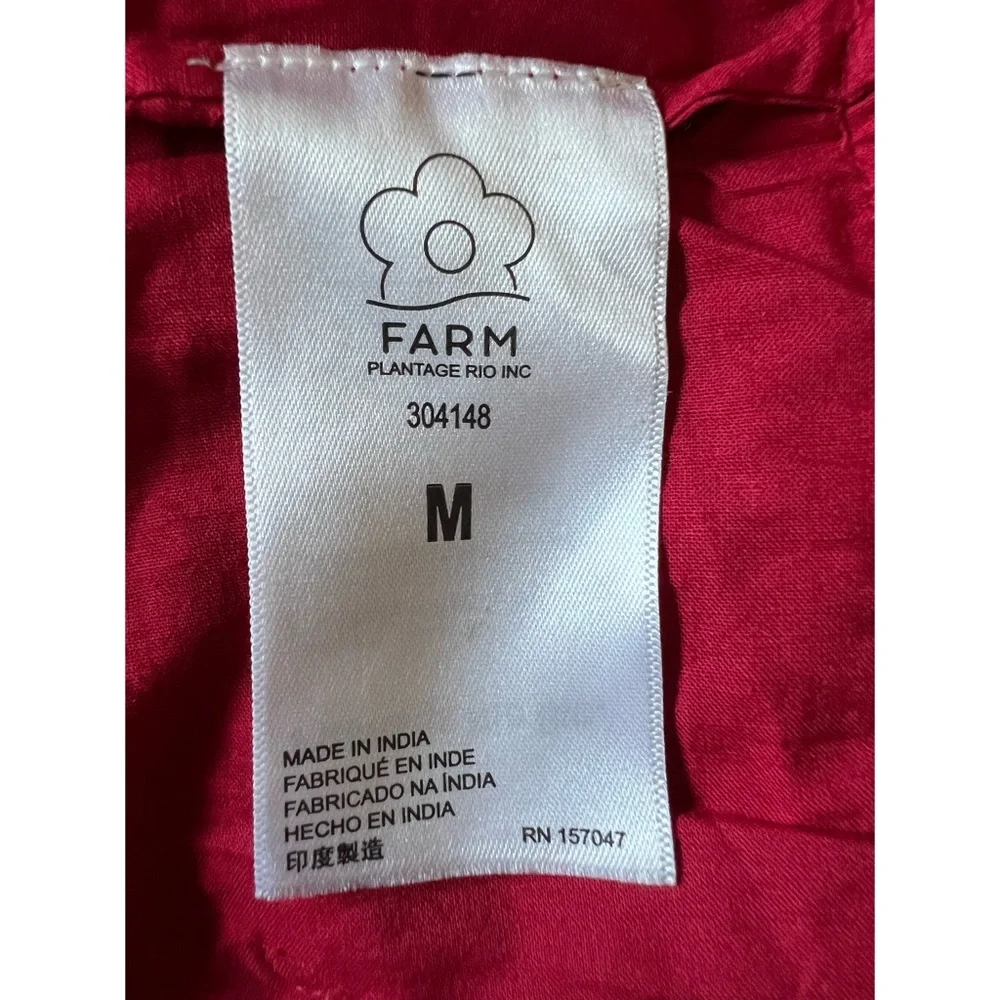 FARM
PLANTAGE RIO INC
304148
M
MADE IN INDIA
FABRIQUÉ EN INDE
FABRICADO NA ÍNDIA
HECHO EN INDIA
印度製造
RN 157047